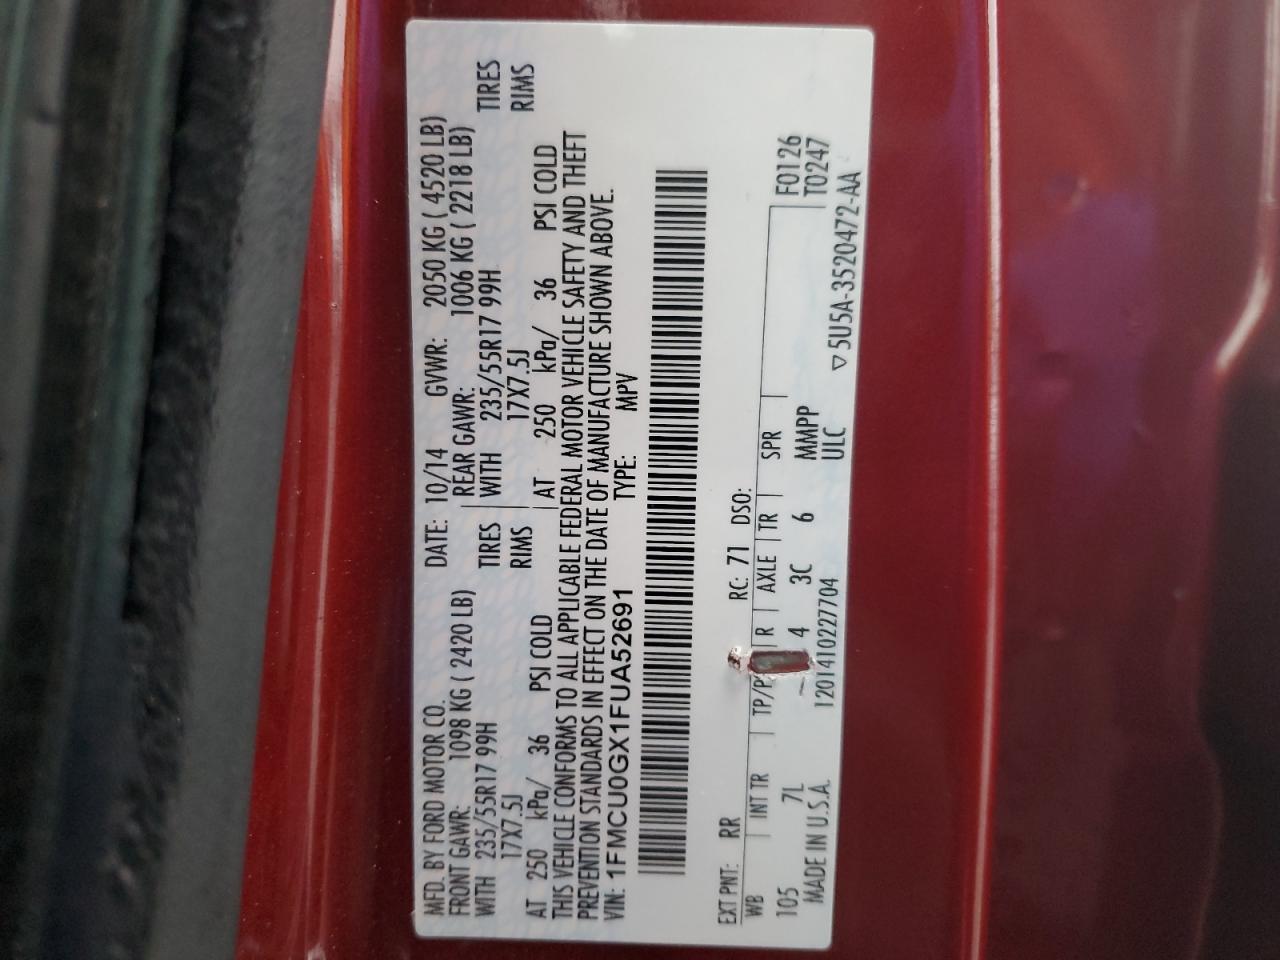 MFD. BY FORD MOTOR CO. DATE: 10/14 GVWR: 2050 KG ( 4520 LB)
FRONT GAWR: 1098 KG ( 2420 LB) REAR GAWR: 1006 KG ( 2218 LB)
WITH 235/55R17 99H TIRES WITH 235/55R17 99H TIRES
17X7.5J RIMS 17X7.5J RIMS
AT 250 kPa/ 36 PSI COLD AT 250 kPa/ 36 PSI COLD
THIS VEHICLE CONFORMS TO ALL APPLICABLE FEDERAL MOTOR VEHICLE SAFETY AND THEFT
PREVENTION STANDARDS IN EFFECT ON THE DATE OF MANUFACTURE SHOWN ABOVE.
VIN: 1FMCU0GX1FUA52691 TYPE: MPV
EXT PNT: RR RC: 71 DSO:
WB INT TR TP/P R AXLE TR SPR F0126
105 7L 4 3C 6 MMPP T0247
MADE IN U.S.A. 1201410227704 ULC
▽5U5A-3520472-AA